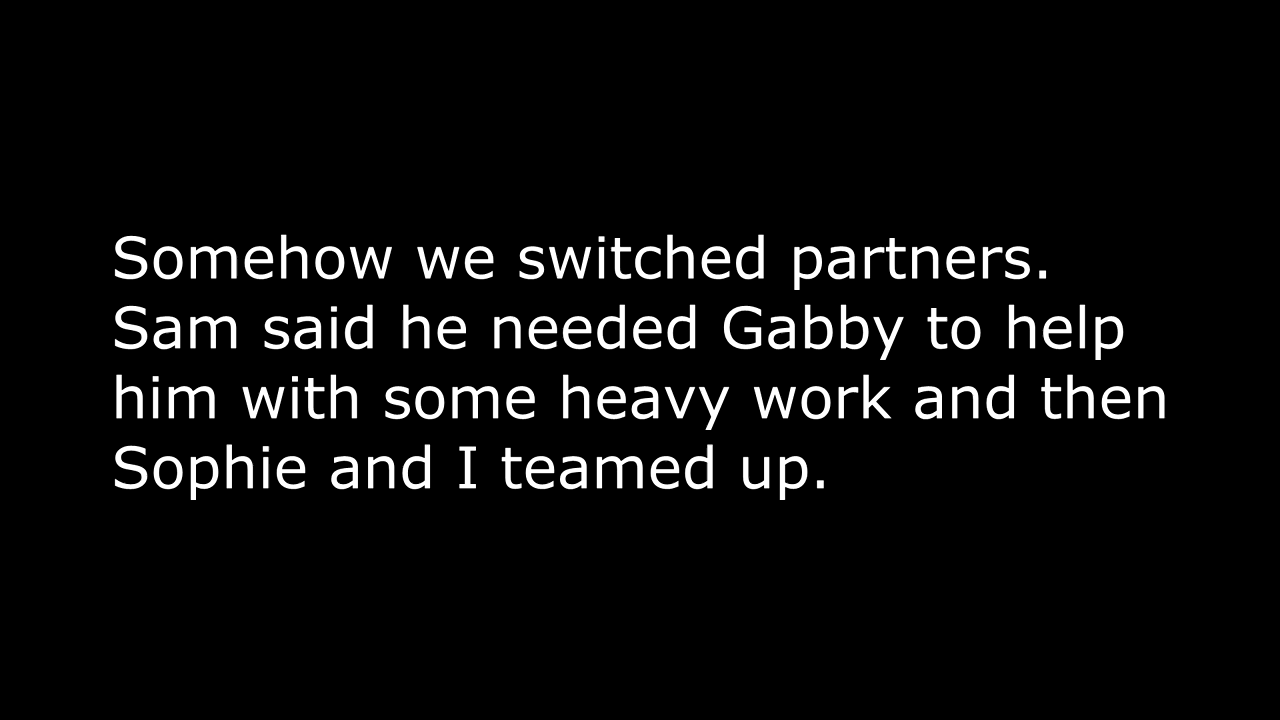 Somehow we switched partners.
Sam said he needed Gabby to help
him with some heavy work and then
Sophie and I teamed up.